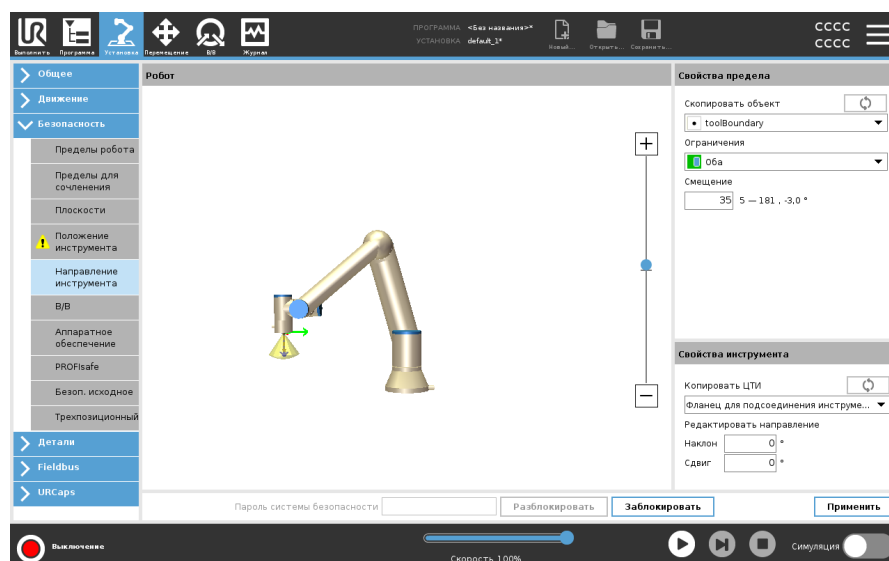 UR
Выполнить
Программа
Установка
Перемещение
В/В
Журнал
ПРОГРАММА <Без названия>*
УСТАНОВКА default_1*
Новый...
Открыть...
Сохранить...
cccc
cccc
Общее
Движение
Безопасность
Пределы робота
Пределы для
сочленения
Плоскости
Положение
инструмента
Направление
инструмента
В/В
Аппаратное
обеспечение
PROFIsafe
Безоп. исходное
Трехпозиционный
Детали
Fieldbus
URCaps
Робот
Свойства предела
Скопировать объект
toolBoundary
Ограничения
Оба
Смещение
35 5 — 181 , -3,0 °
Свойства инструмента
Копировать ЦТИ
Фланец для подсоединения инструме...
Редактировать направление
Наклон 0 °
Сдвиг 0 °
Пароль системы безопасности
Разблокировать
Заблокировать
Применить
Выключение
Скорость 100%
Симуляция